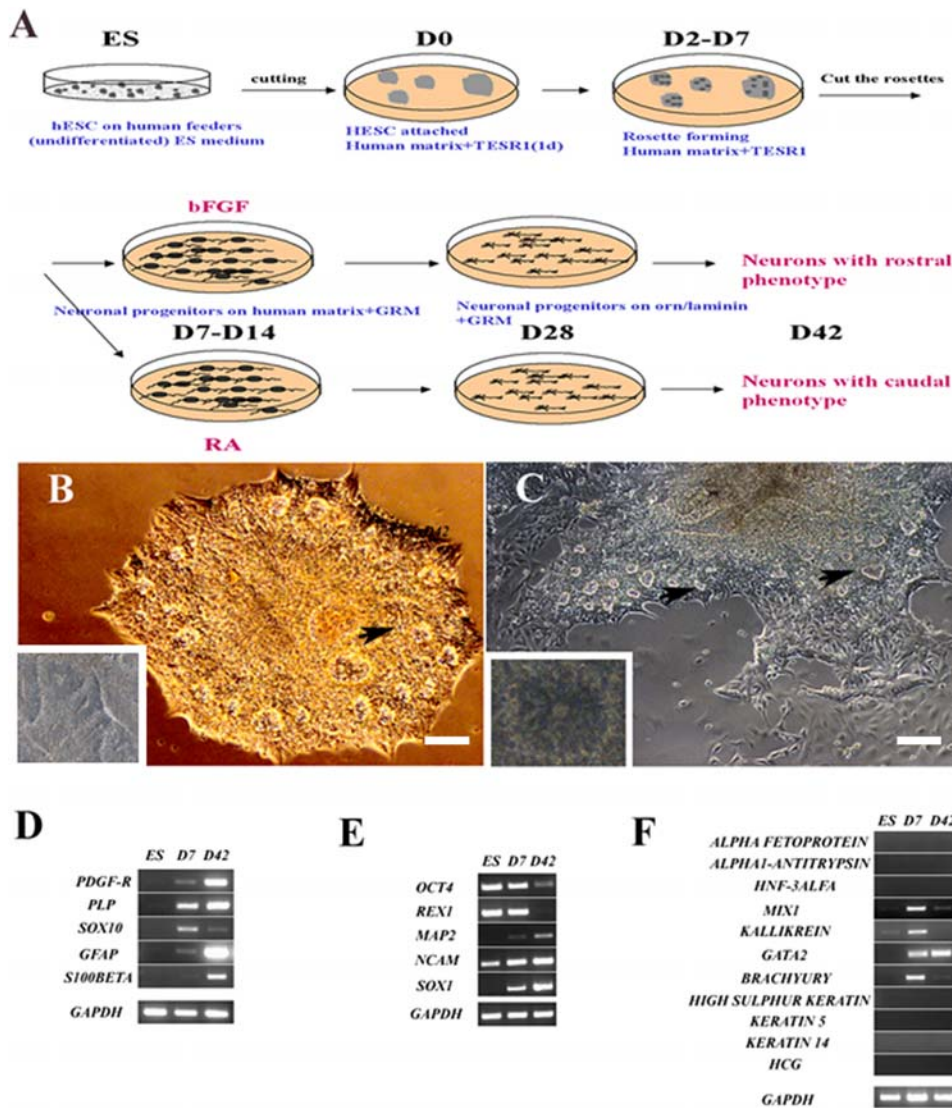 A
ES
D0
D2-D7
cutting
Cut the rosettes
hESC on human feeders
(undifferentiated) ES medium
HESC attached
Human matrix+TESR1(1d)
Rosette forming
Human matrix+TESR1
bFGF
Neurons with rostral
phenotype
Neuronal progenitors on human matrix+GRM
Neuronal progenitors on orn/laminin
+GRM
D7-D14
D28
D42
Neurons with caudal
phenotype
RA
B
C
D
ES D7 D42
PDGF-R
PLP
SOX10
GFAP
S100BETA
GAPDH
E
ES D7 D42
OCT4
REX1
MAP2
NCAM
SOX1
GAPDH
F
ES D7 D42
ALPHA FETOPROTEIN
ALPHA1-ANTITRYPSIN
HNF-3ALFA
MIX1
KALLIKREIN
GATA2
BRACHYURY
HIGH SULPHUR KERATIN
KERATIN 5
KERATIN 14
HCG
GAPDH